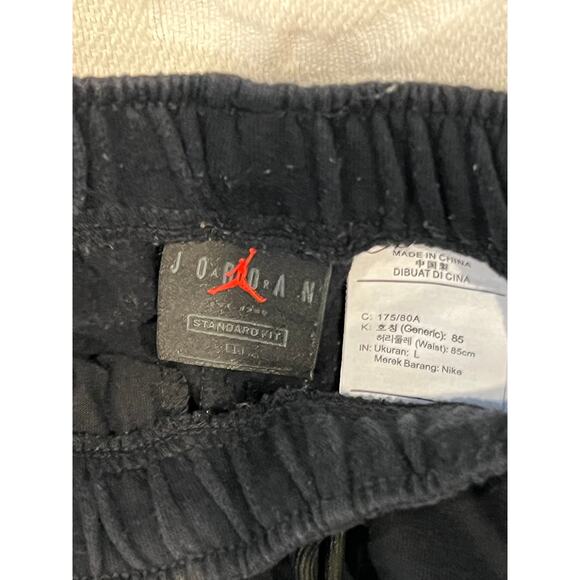 JORDAN
STANDARD FIT
MADE IN CHINA
中国製
DIBUAT DI CINA
C: 175/80A
K: 호칭 (Generic): 85
허리둘레 (Waist): 85cm
IN: Ukuran: L
Merek Barang: Nike